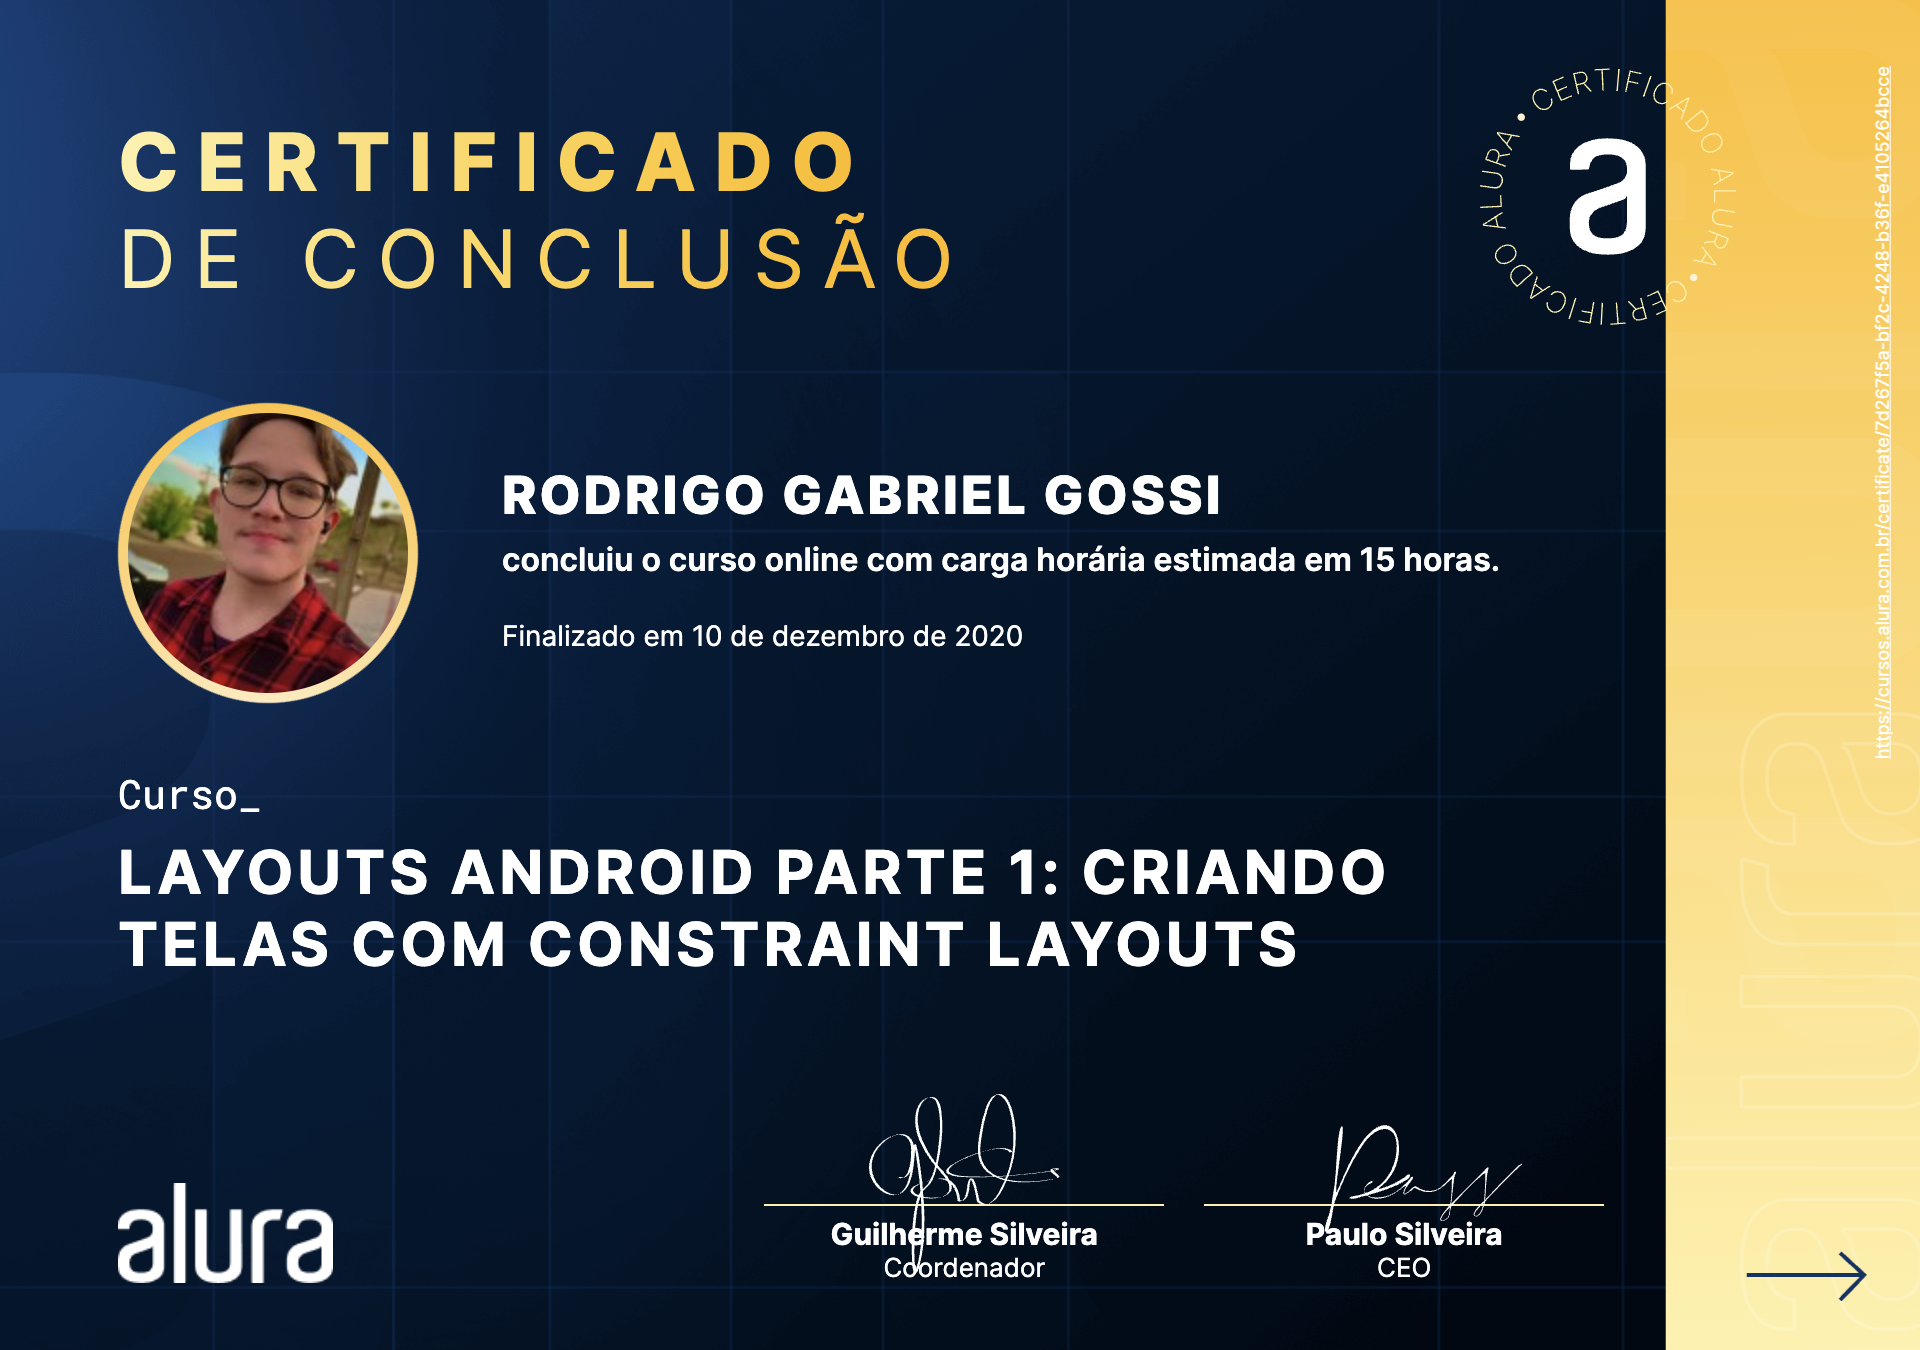 CERTIFICADO
DE CONCLUSÃO
• CERTIFICADO ALURA • CERTIFICADO ALURA
a
https://cursos.alura.com.br/certificate/7d267f5a-bf2c-4248-b36f-e4105264bcce
RODRIGO GABRIEL GOSSI
concluiu o curso online com carga horária estimada em 15 horas.
Finalizado em 10 de dezembro de 2020
Curso_
LAYOUTS ANDROID PARTE 1: CRIANDO
TELAS COM CONSTRAINT LAYOUTS
alura
Guilherme Silveira
Coordenador
Paulo Silveira
CEO
alura